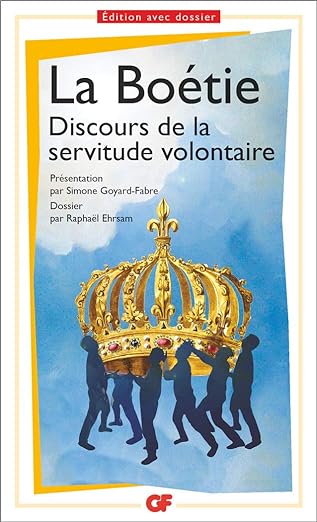 Édition avec dossier
La Boétie
Discours de la
servitude volontaire
Présentation
par Simone Goyard-Fabre
Dossier
par Raphaël Ehrsam
GF